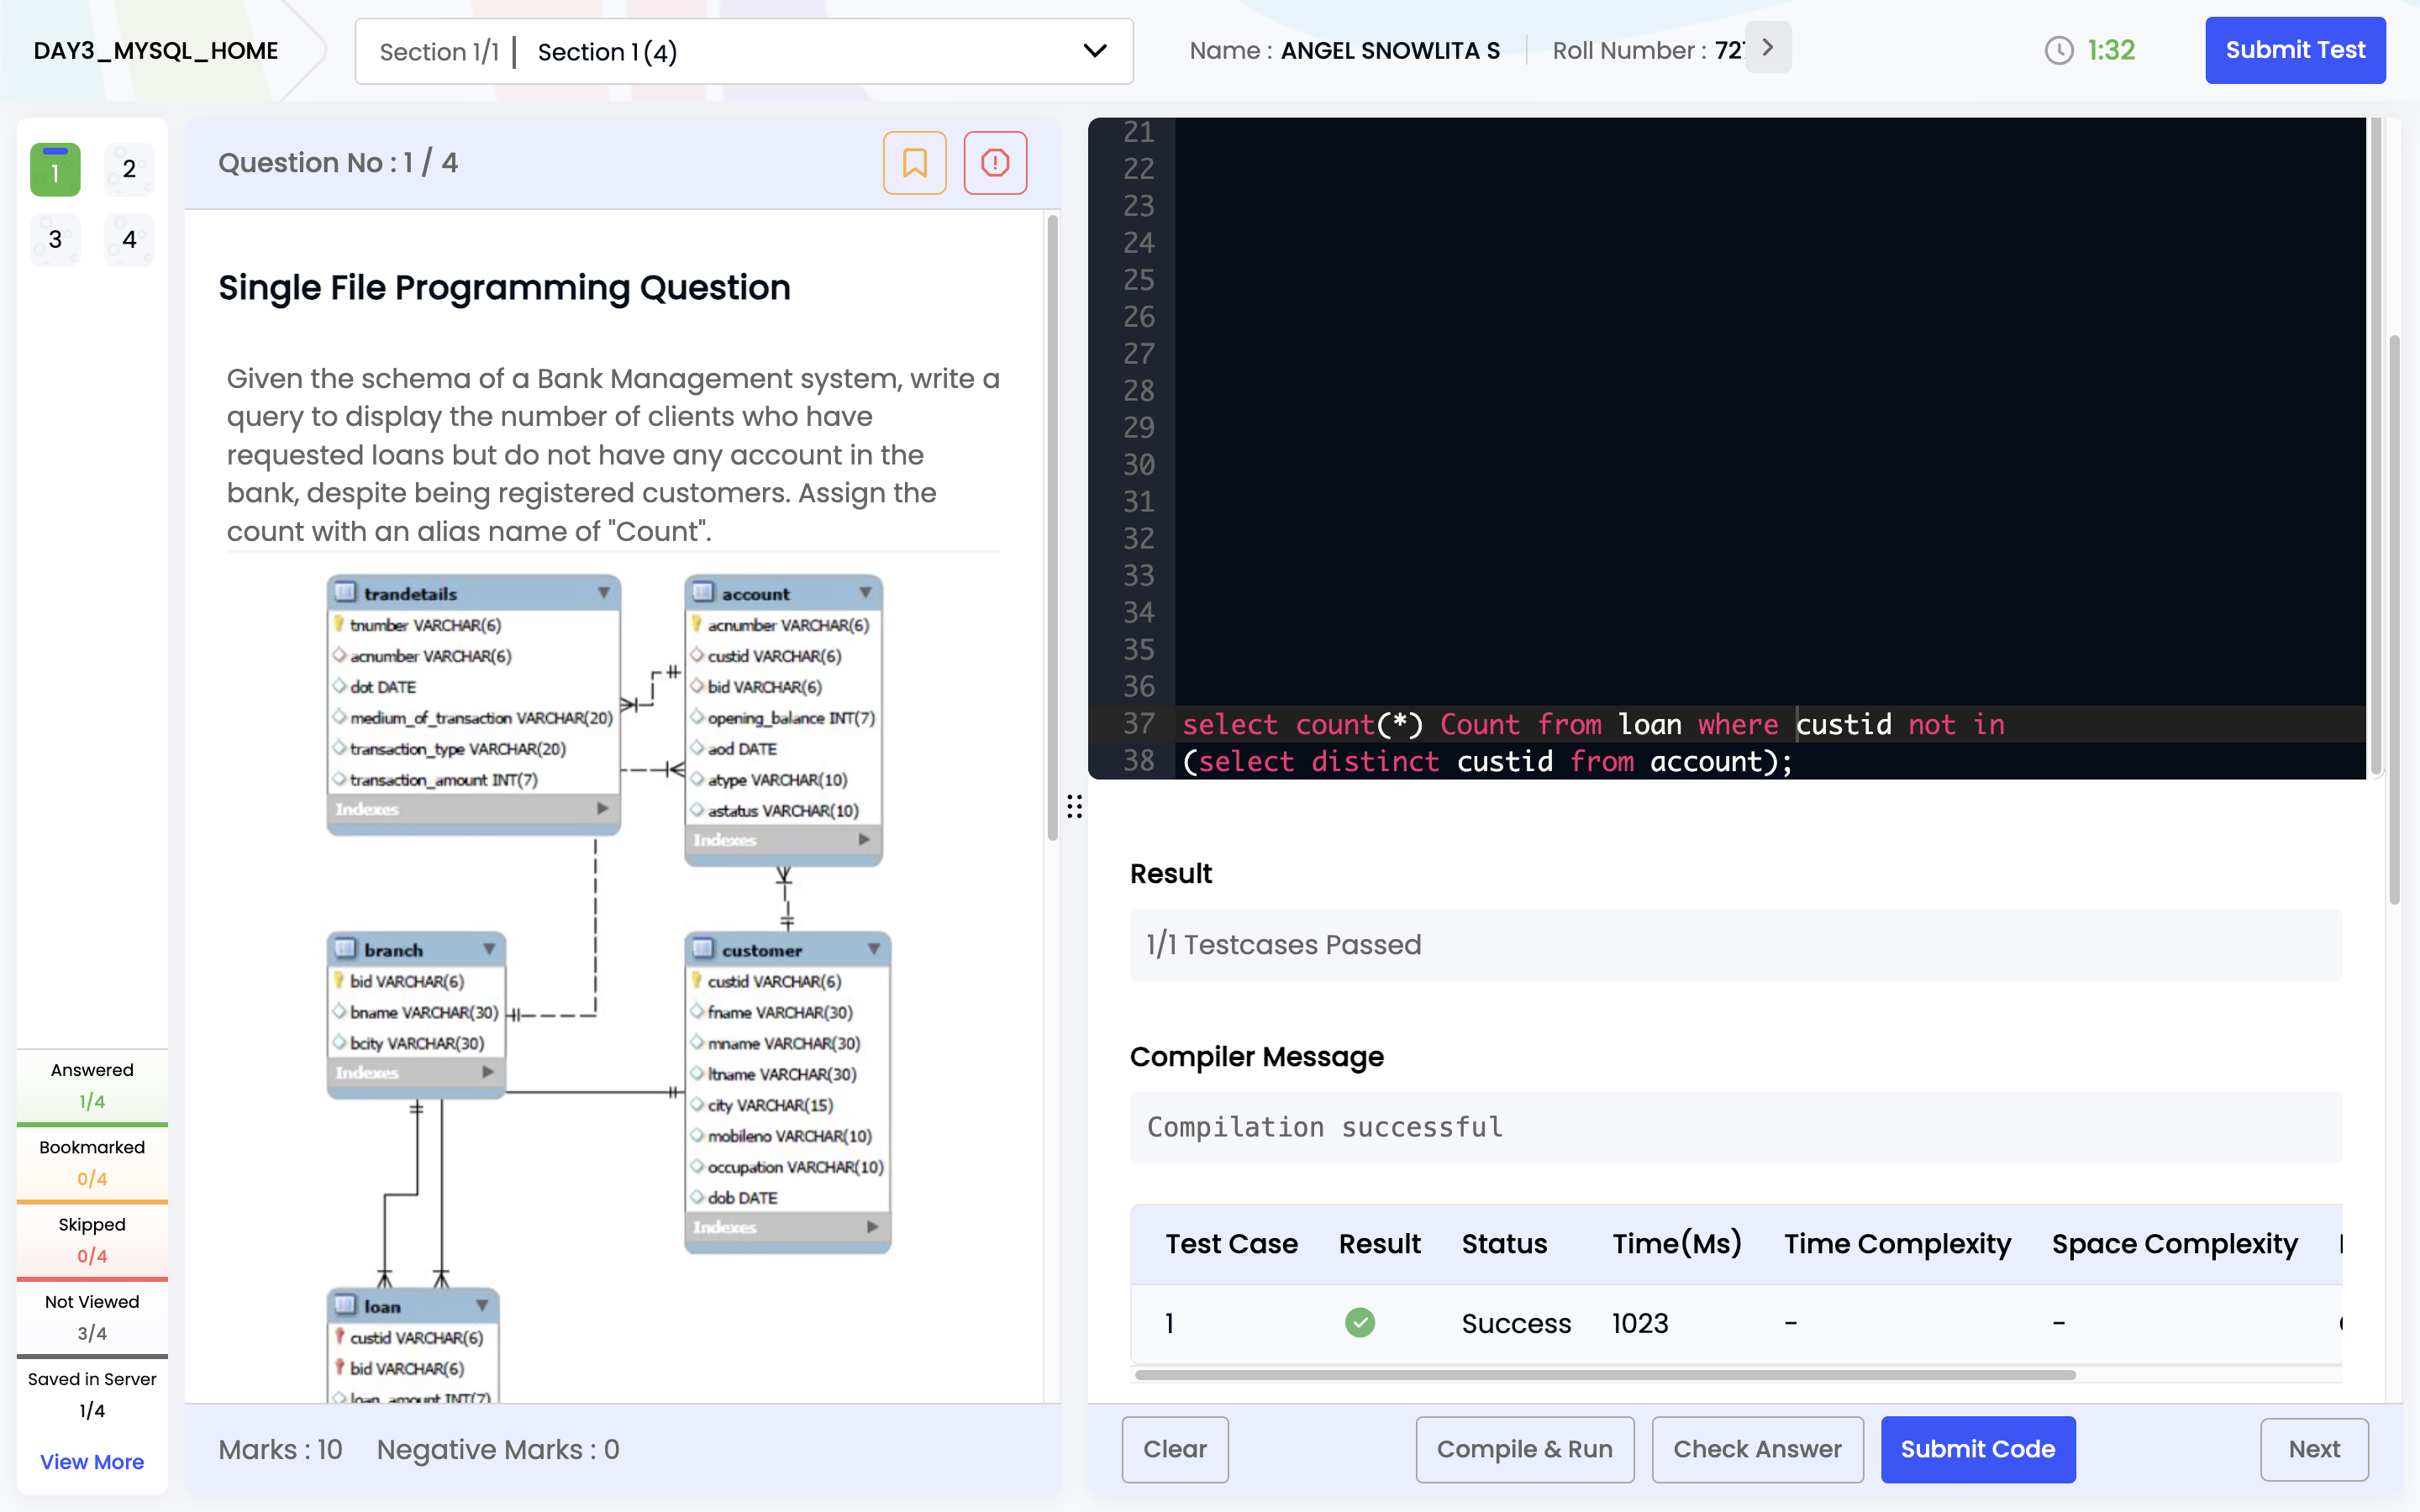 DAY3_MYSQL_HOME
Section 1/1 | Section 1 (4)
Name : ANGEL SNOWLITA S
Roll Number : 72
1:32
Submit Test
1
2
3
4
Answered
1/4
Bookmarked
0/4
Skipped
0/4
Not Viewed
3/4
Saved in Server
1/4
View More
Question No : 1 / 4
Single File Programming Question
Given the schema of a Bank Management system, write a
query to display the number of clients who have
requested loans but do not have any account in the
bank, despite being registered customers. Assign the
count with an alias name of "Count".
trandetails
tnumber VARCHAR(6)
acnumber VARCHAR(6)
dot DATE
medium_of_transaction VARCHAR(20)
transaction_type VARCHAR(20)
transaction_amount INT(7)
Indexes
account
acnumber VARCHAR(6)
custid VARCHAR(6)
bid VARCHAR(6)
opening_balance INT(7)
aod DATE
atype VARCHAR(10)
astatus VARCHAR(10)
Indexes
branch
bid VARCHAR(6)
bname VARCHAR(30)
bcity VARCHAR(30)
Indexes
customer
custid VARCHAR(6)
fname VARCHAR(30)
mname VARCHAR(30)
ltname VARCHAR(30)
city VARCHAR(15)
mobileno VARCHAR(10)
occupation VARCHAR(10)
dob DATE
Indexes
loan
custid VARCHAR(6)
bid VARCHAR(6)
loan_amount INT(7)
Marks : 10 Negative Marks : 0
21
22
23
24
25
26
27
28
29
30
31
32
33
34
35
36
37 select count(*) Count from loan where custid not in
38 (select distinct custid from account);
Result
1/1 Testcases Passed
Compiler Message
Compilation successful
Test Case Result Status Time(Ms) Time Complexity Space Complexity
1 Success 1023 - -
Clear
Compile & Run
Check Answer
Submit Code
Next